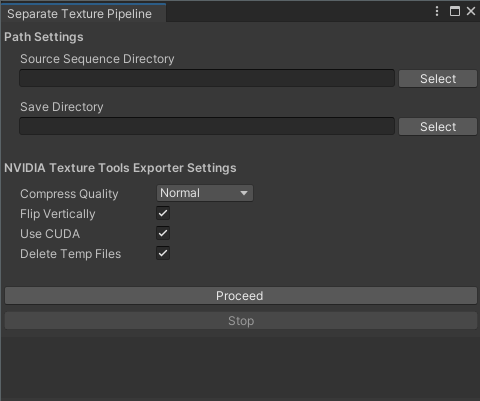 Separate Texture Pipeline
Path Settings
Source Sequence Directory
Select
Save Directory
Select
NVIDIA Texture Tools Exporter Settings
Compress Quality Normal
Flip Vertically
Use CUDA
Delete Temp Files
Proceed
Stop